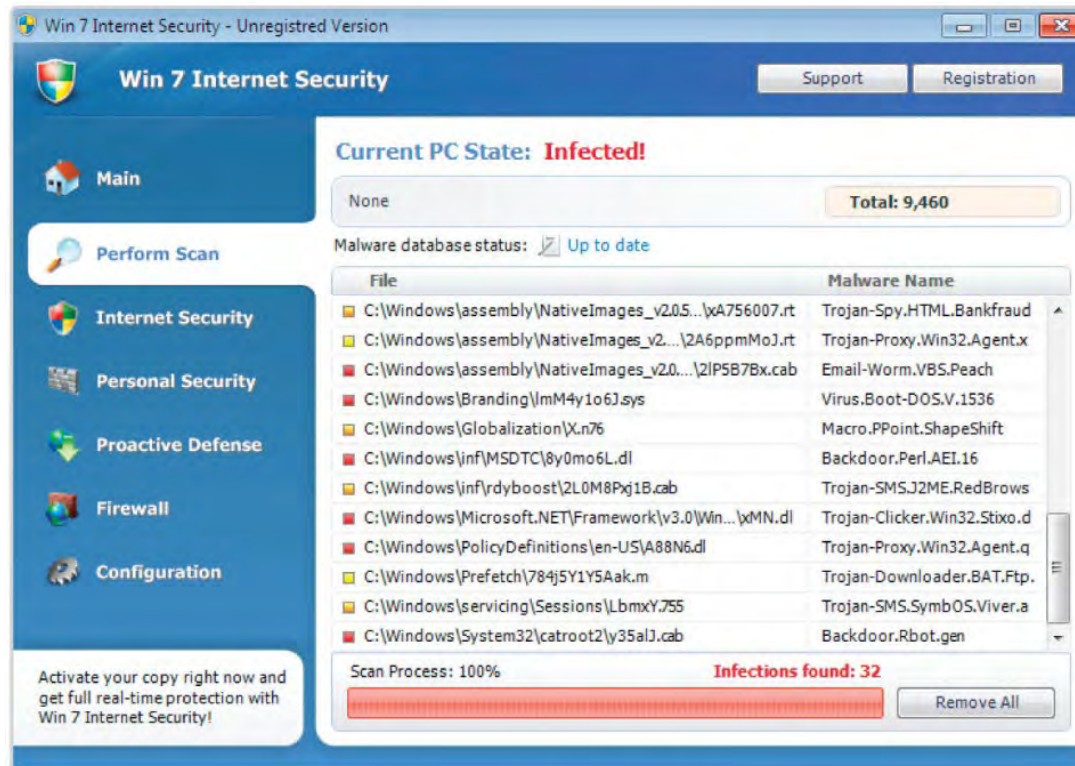 Win 7 Internet Security - Unregistred Version
Win 7 Internet Security
Support
Registration
Main
Perform Scan
Internet Security
Personal Security
Proactive Defense
Firewall
Configuration
Activate your copy right now and
get full real-time protection with
Win 7 Internet Security!
Current PC State: Infected!
None
Total: 9,460
Malware database status: Up to date
File Malware Name
C:\Windows\assembly\NativeImages_v2.0.5...\xA756007.rt Trojan-Spy.HTML.Bankfraud
C:\Windows\assembly\NativeImages_v2....\2A6ppmMoJ.rt Trojan-Proxy.Win32.Agent.x
C:\Windows\assembly\NativeImages_v2.0....\2lP5B7Bx.cab Email-Worm.VBS.Peach
C:\Windows\Branding\lmM4y1o6J.sys Virus.Boot-DOS.V.1536
C:\Windows\Globalization\X.n76 Macro.PPoint.ShapeShift
C:\Windows\inf\MSDTC\8y0mo6L.dl Backdoor.Perl.AEI.16
C:\Windows\inf\rdyboost\2L0M8Pxj1B.cab Trojan-SMS.J2ME.RedBrows
C:\Windows\Microsoft.NET\Framework\v3.0\Win...\xMN.dl Trojan-Clicker.Win32.Stixo.d
C:\Windows\PolicyDefinitions\en-US\A88N6.dl Trojan-Proxy.Win32.Agent.q
C:\Windows\Prefetch\784j5Y1Y5Aak.m Trojan-Downloader.BAT.Ftp.
C:\Windows\servicing\Sessions\LbmxY.755 Trojan-SMS.SymbOS.Viver.a
C:\Windows\System32\catroot2\y35alJ.cab Backdoor.Rbot.gen
Scan Process: 100% Infections found: 32
Remove All